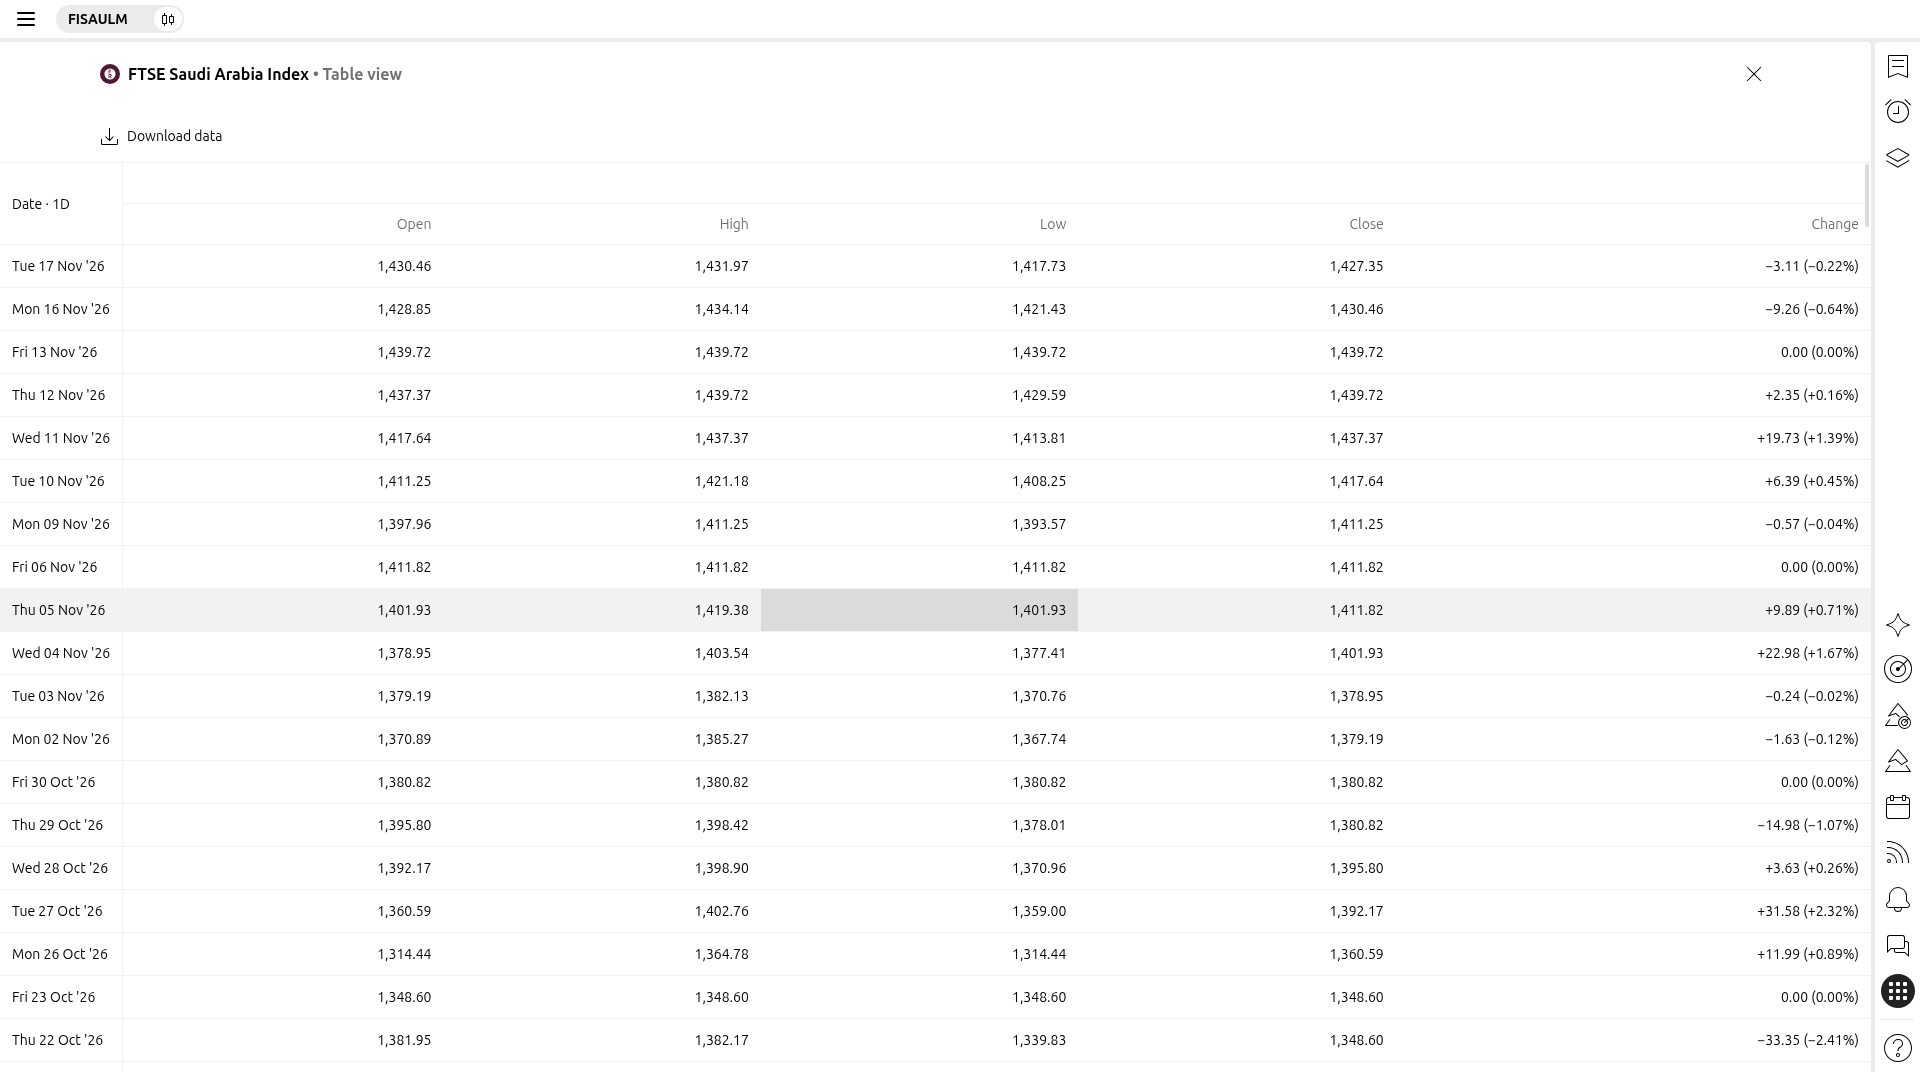 FISAULM
FTSE Saudi Arabia Index • Table view
Download data
Date · 1D
Open High Low Close Change
Tue 17 Nov '26 1,430.46 1,431.97 1,417.73 1,427.35 −3.11 (−0.22%)
Mon 16 Nov '26 1,428.85 1,434.14 1,421.43 1,430.46 −9.26 (−0.64%)
Fri 13 Nov '26 1,439.72 1,439.72 1,439.72 1,439.72 0.00 (0.00%)
Thu 12 Nov '26 1,437.37 1,439.72 1,429.59 1,439.72 +2.35 (+0.16%)
Wed 11 Nov '26 1,417.64 1,437.37 1,413.81 1,437.37 +19.73 (+1.39%)
Tue 10 Nov '26 1,411.25 1,421.18 1,408.25 1,417.64 +6.39 (+0.45%)
Mon 09 Nov '26 1,397.96 1,411.25 1,393.57 1,411.25 −0.57 (−0.04%)
Fri 06 Nov '26 1,411.82 1,411.82 1,411.82 1,411.82 0.00 (0.00%)
Thu 05 Nov '26 1,401.93 1,419.38 1,401.93 1,411.82 +9.89 (+0.71%)
Wed 04 Nov '26 1,378.95 1,403.54 1,377.41 1,401.93 +22.98 (+1.67%)
Tue 03 Nov '26 1,379.19 1,382.13 1,370.76 1,378.95 −0.24 (−0.02%)
Mon 02 Nov '26 1,370.89 1,385.27 1,367.74 1,379.19 −1.63 (−0.12%)
Fri 30 Oct '26 1,380.82 1,380.82 1,380.82 1,380.82 0.00 (0.00%)
Thu 29 Oct '26 1,395.80 1,398.42 1,378.01 1,380.82 −14.98 (−1.07%)
Wed 28 Oct '26 1,392.17 1,398.90 1,370.96 1,395.80 +3.63 (+0.26%)
Tue 27 Oct '26 1,360.59 1,402.76 1,359.00 1,392.17 +31.58 (+2.32%)
Mon 26 Oct '26 1,314.44 1,364.78 1,314.44 1,360.59 +11.99 (+0.89%)
Fri 23 Oct '26 1,348.60 1,348.60 1,348.60 1,348.60 0.00 (0.00%)
Thu 22 Oct '26 1,381.95 1,382.17 1,339.83 1,348.60 −33.35 (−2.41%)